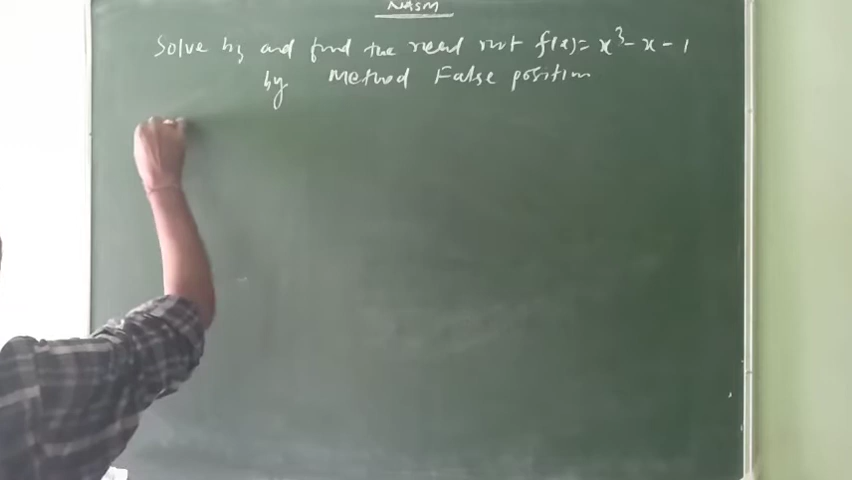 NASM
Solve by and find the real root f(x) = x³ - x - 1
by Method False position